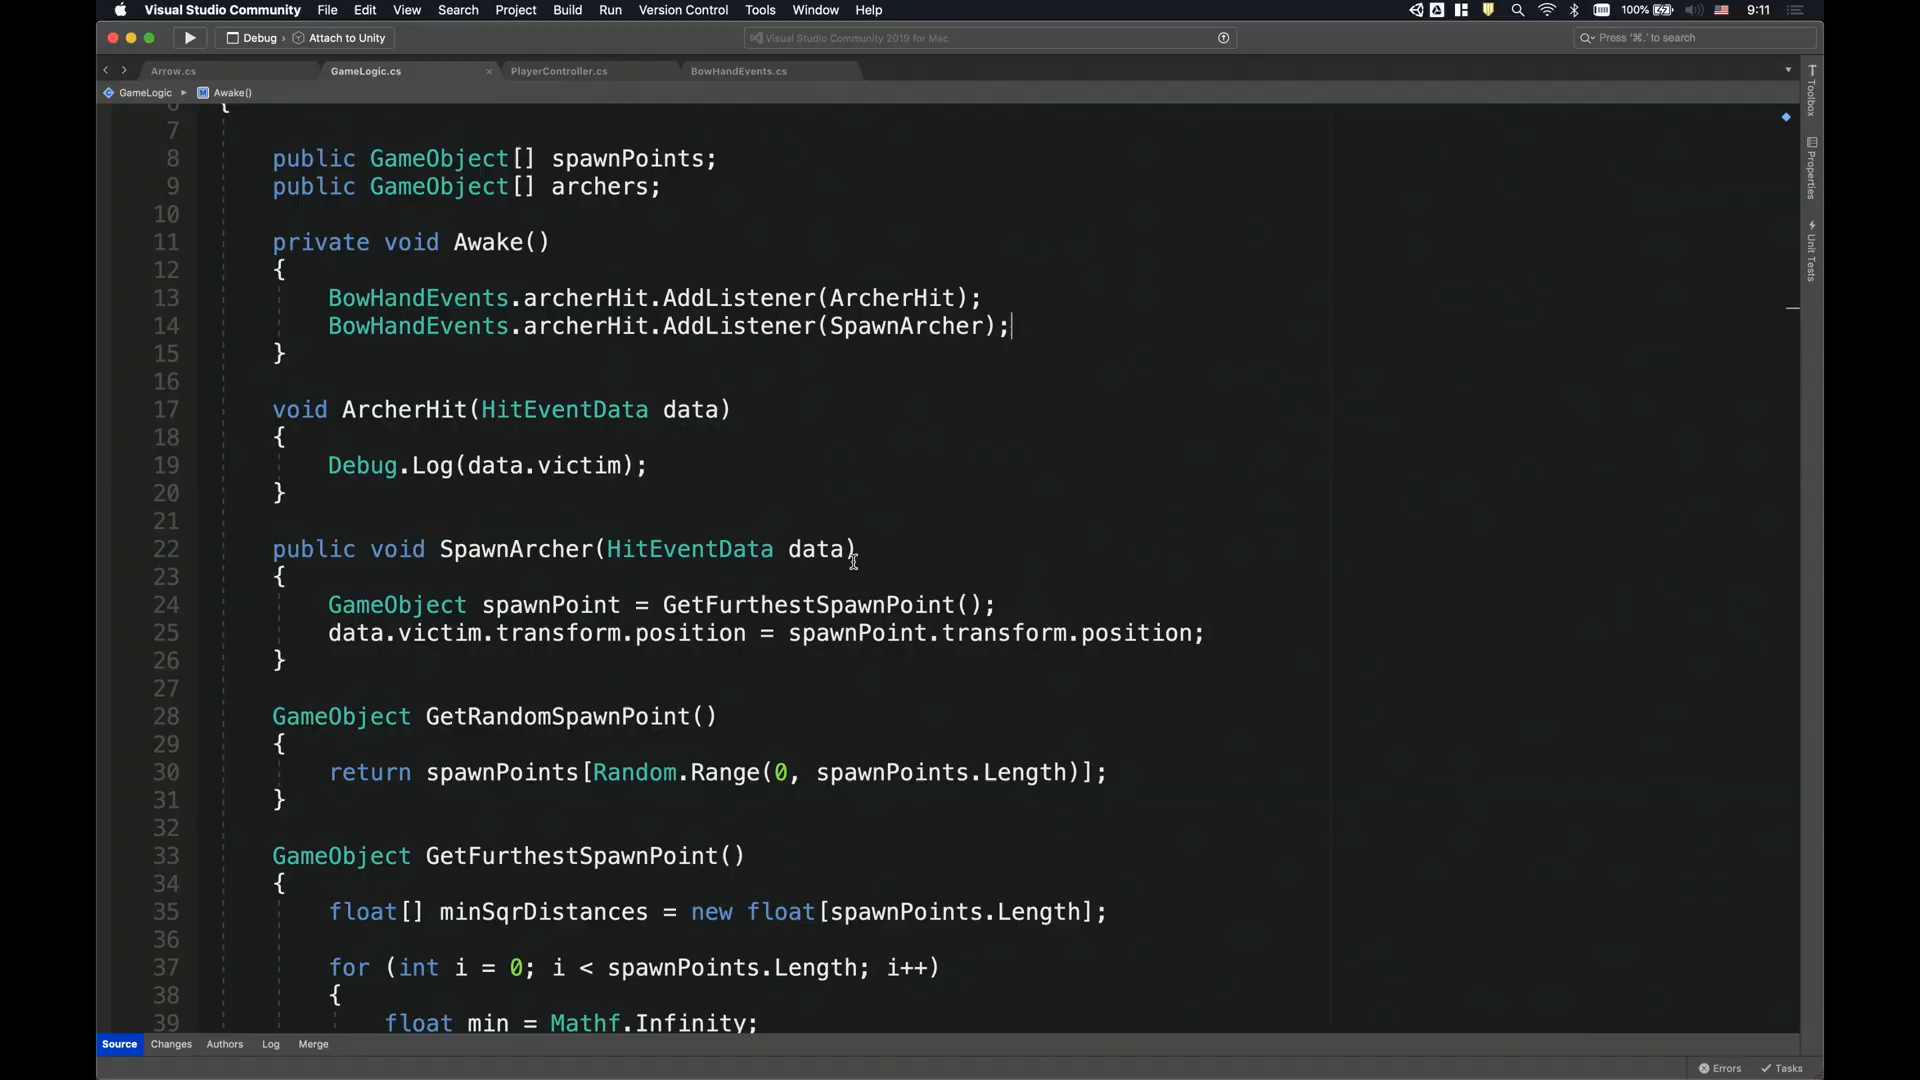 Visual Studio Community File Edit View Search Project Build Run Version Control Tools Window Help 100% 9:11
Debug › Attach to Unity Visual Studio Community 2019 for Mac Press '⌘.' to search
Arrow.cs GameLogic.cs × PlayerController.cs BowHandEvents.cs
GameLogic ▸ M Awake()
6 {
7
8 public GameObject[] spawnPoints;
9 public GameObject[] archers;
10
11 private void Awake()
12 {
13 BowHandEvents.archerHit.AddListener(ArcherHit);
14 BowHandEvents.archerHit.AddListener(SpawnArcher);
15 }
16
17 void ArcherHit(HitEventData data)
18 {
19 Debug.Log(data.victim);
20 }
21
22 public void SpawnArcher(HitEventData data)
23 {
24 GameObject spawnPoint = GetFurthestSpawnPoint();
25 data.victim.transform.position = spawnPoint.transform.position;
26 }
27
28 GameObject GetRandomSpawnPoint()
29 {
30 return spawnPoints[Random.Range(0, spawnPoints.Length)];
31 }
32
33 GameObject GetFurthestSpawnPoint()
34 {
35 float[] minSqrDistances = new float[spawnPoints.Length];
36
37 for (int i = 0; i < spawnPoints.Length; i++)
38 {
39 float min = Mathf.Infinity;
Toolbox
Properties
Unit Tests
Source Changes Authors Log Merge
Errors Tasks